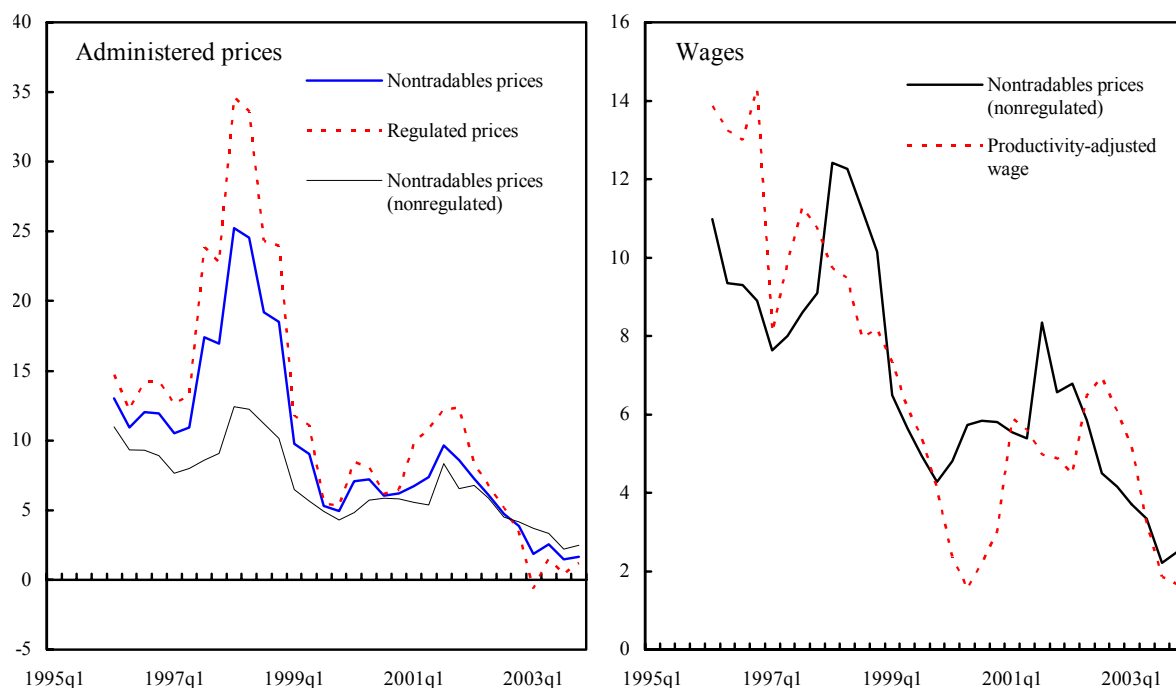 Administered prices
40
35
30
25
20
15
10
5
0
-5
Nontradables prices
Regulated prices
Nontradables prices
(nonregulated)
1995q1 1997q1 1999q1 2001q1 2003q1
Wages
16
14
12
10
8
6
4
2
0
Nontradables prices
(nonregulated)
Productivity-adjusted
wage
1995q1 1997q1 1999q1 2001q1 2003q1